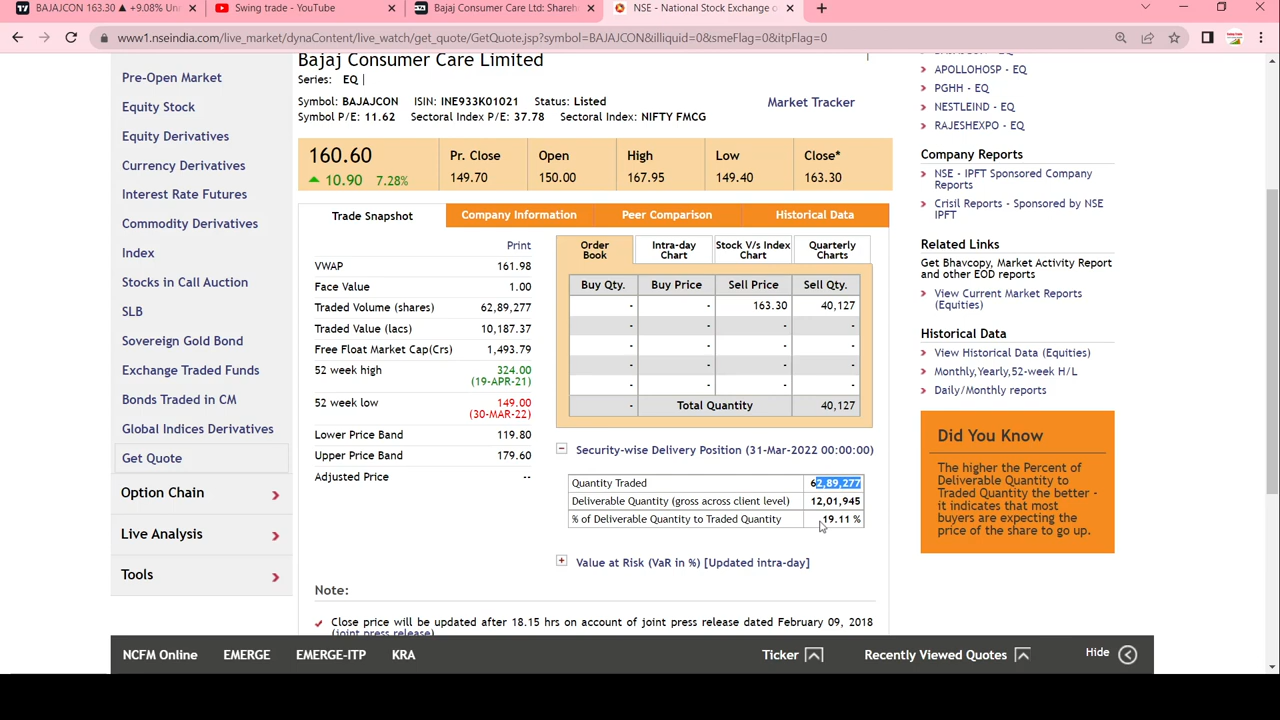 BAJAJCON 163.30 ▲ +9.08% Un
Swing trade - YouTube
Bajaj Consumer Care Ltd: Shareh
NSE - National Stock Exchange o
www1.nseindia.com/live_market/dynaContent/live_watch/get_quote/GetQuote.jsp?symbol=BAJAJCON&illiquid=0&smeFlag=0&itpFlag=0
Pre-Open Market
Equity Stock
Equity Derivatives
Currency Derivatives
Interest Rate Futures
Commodity Derivatives
Index
Stocks in Call Auction
SLB
Sovereign Gold Bond
Exchange Traded Funds
Bonds Traded in CM
Global Indices Derivatives
Get Quote
Option Chain
Live Analysis
Tools
Bajaj Consumer Care Limited
Series: EQ |
Symbol: BAJAJCON ISIN: INE933K01021 Status: Listed
Symbol P/E: 11.62 Sectoral Index P/E: 37.78 Sectoral Index: NIFTY FMCG
Market Tracker
160.60 Pr. Close Open High Low Close*
▲ 10.90 7.28% 149.70 150.00 167.95 149.40 163.30
Trade Snapshot Company Information Peer Comparison Historical Data
Print
VWAP 161.98
Face Value 1.00
Traded Volume (shares) 62,89,277
Traded Value (lacs) 10,187.37
Free Float Market Cap(Crs) 1,493.79
52 week high 324.00
(19-APR-21)
52 week low 149.00
(30-MAR-22)
Lower Price Band 119.80
Upper Price Band 179.60
Adjusted Price --
Order Book
Intra-day Chart
Stock V/s Index Chart
Quarterly Charts
Buy Qty. Buy Price Sell Price Sell Qty.
- - 163.30 40,127
- - - -
- - - -
- - - -
- - - -
- Total Quantity 40,127
Security-wise Delivery Position (31-Mar-2022 00:00:00)
Quantity Traded 62,89,277
Deliverable Quantity (gross across client level) 12,01,945
% of Deliverable Quantity to Traded Quantity 19.11 %
Value at Risk (VaR in %) [Updated intra-day]
Note:
Close price will be updated after 18.15 hrs on account of joint press release dated February 09, 2018
(joint press release)
APOLLOHOSP - EQ
PGHH - EQ
NESTLEIND - EQ
RAJESHEXPO - EQ
Company Reports
NSE - IPFT Sponsored Company
Reports
Crisil Reports - Sponsored by NSE
IPFT
Related Links
Get Bhavcopy, Market Activity Report
and other EOD reports
View Current Market Reports
(Equities)
Historical Data
View Historical Data (Equities)
Monthly,Yearly,52-week H/L
Daily/Monthly reports
Did You Know
The higher the Percent of
Deliverable Quantity to
Traded Quantity the better -
it indicates that most
buyers are expecting the
price of the share to go up.
NCFM Online EMERGE EMERGE-ITP KRA Ticker Recently Viewed Quotes Hide